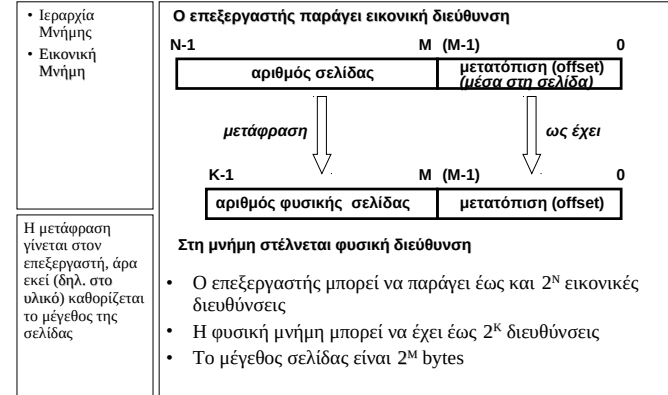 • Ιεραρχία
Μνήμης
• Εικονική
Μνήμη
Η μετάφραση
γίνεται στον
επεξεργαστή, άρα
εκεί (δηλ. στο
υλικό) καθορίζεται
το μέγεθος της
σελίδας
Ο επεξεργαστής παράγει εικονική διεύθυνση
N-1 M (M-1) 0
αριθμός σελίδας μετατόπιση (offset)
(μέσα στη σελίδα)
μετάφραση ως έχει
K-1 M (M-1) 0
αριθμός φυσικής σελίδας μετατόπιση (offset)
Στη μνήμη στέλνεται φυσική διεύθυνση
• Ο επεξεργαστής μπορεί να παράγει έως και 2ᴺ εικονικές
διευθύνσεις
• Η φυσική μνήμη μπορεί να έχει έως 2ᴷ διευθύνσεις
• Το μέγεθος σελίδας είναι 2ᴹ bytes